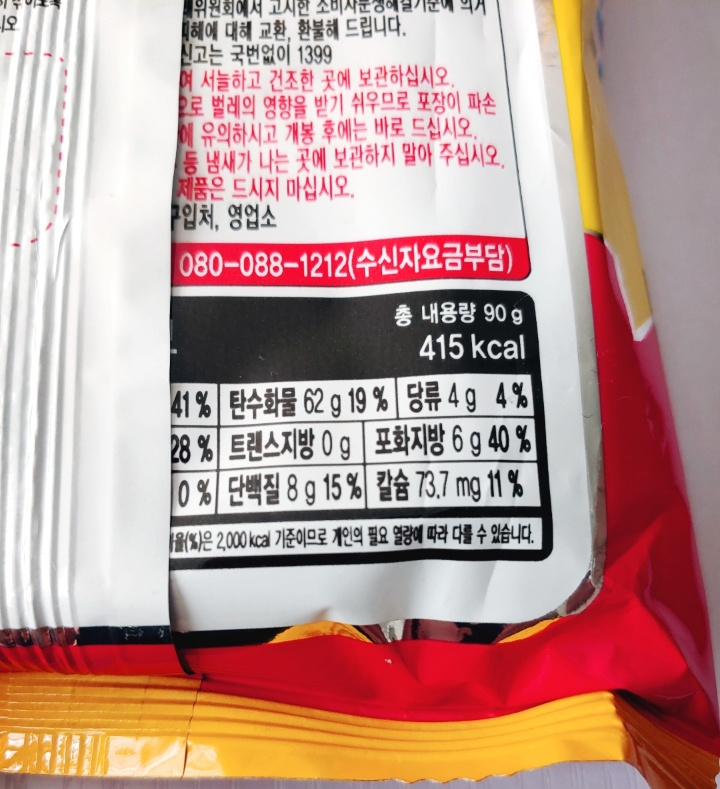 고시한 소비자분쟁해결기준에 의거
대해 교환, 환불해 드립니다.
신고는 국번없이 1399
여 서늘하고 건조한 곳에 보관하십시오.
으로 벌레의 영향을 받기 쉬우므로 포장이 파손
에 유의하시고 개봉 후에는 바로 드십시오.
등 냄새가 나는 곳에 보관하지 말아 주십시오.
제품은 드시지 마십시오.
구입처, 영업소
080-088-1212(수신자요금부담)
총 내용량 90 g
415 kcal
41 % 탄수화물 62 g 19 % 당류 4 g 4 %
28 % 트랜스지방 0 g 포화지방 6 g 40 %
0 % 단백질 8 g 15 % 칼슘 73.7 mg 11 %
율(%)은 2,000 kcal 기준이므로 개인의 필요 열량에 따라 다를 수 있습니다.